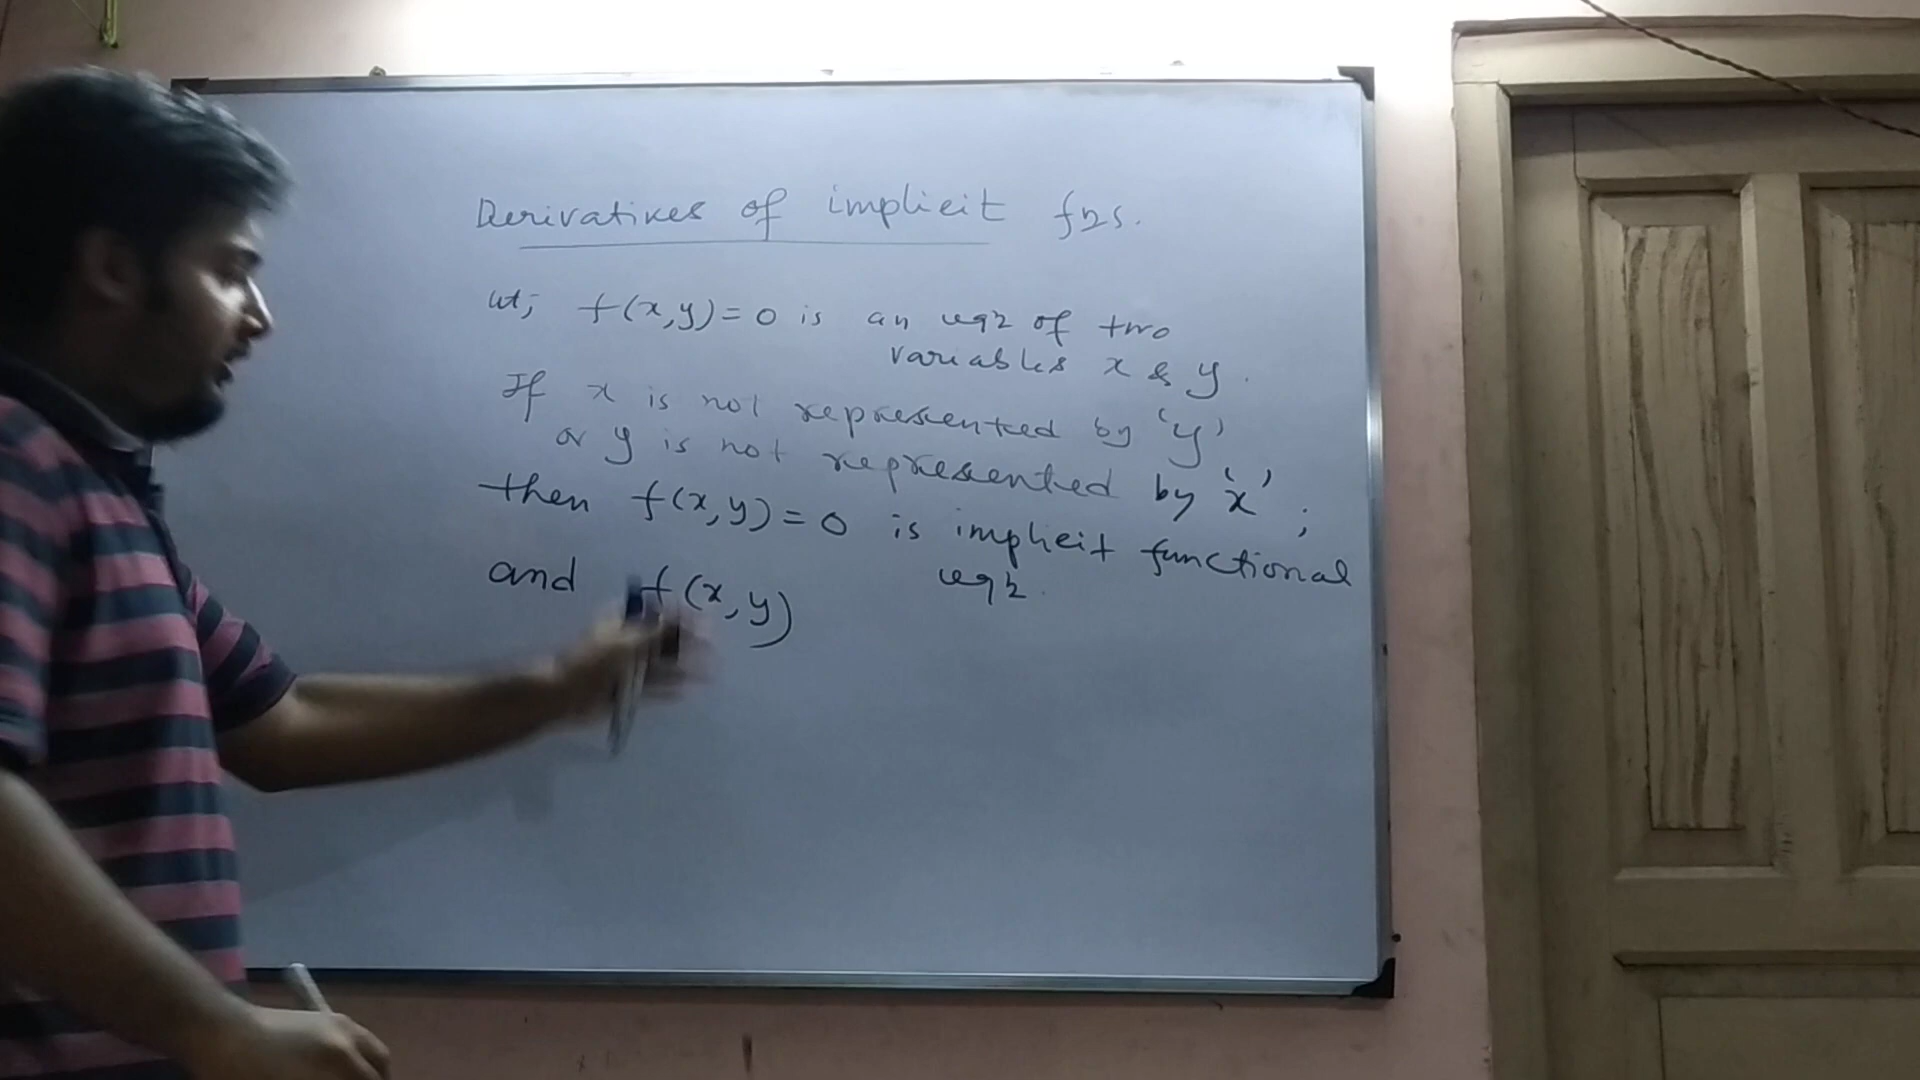 Derivatives of implicit fns.
let; f(x,y)=0 is an eqn of two
variables x & y.
If x is not represented by 'y'
or y is not represented by 'x' ;
then f(x,y)=0 is implicit functional
eqn.
and f(x,y)